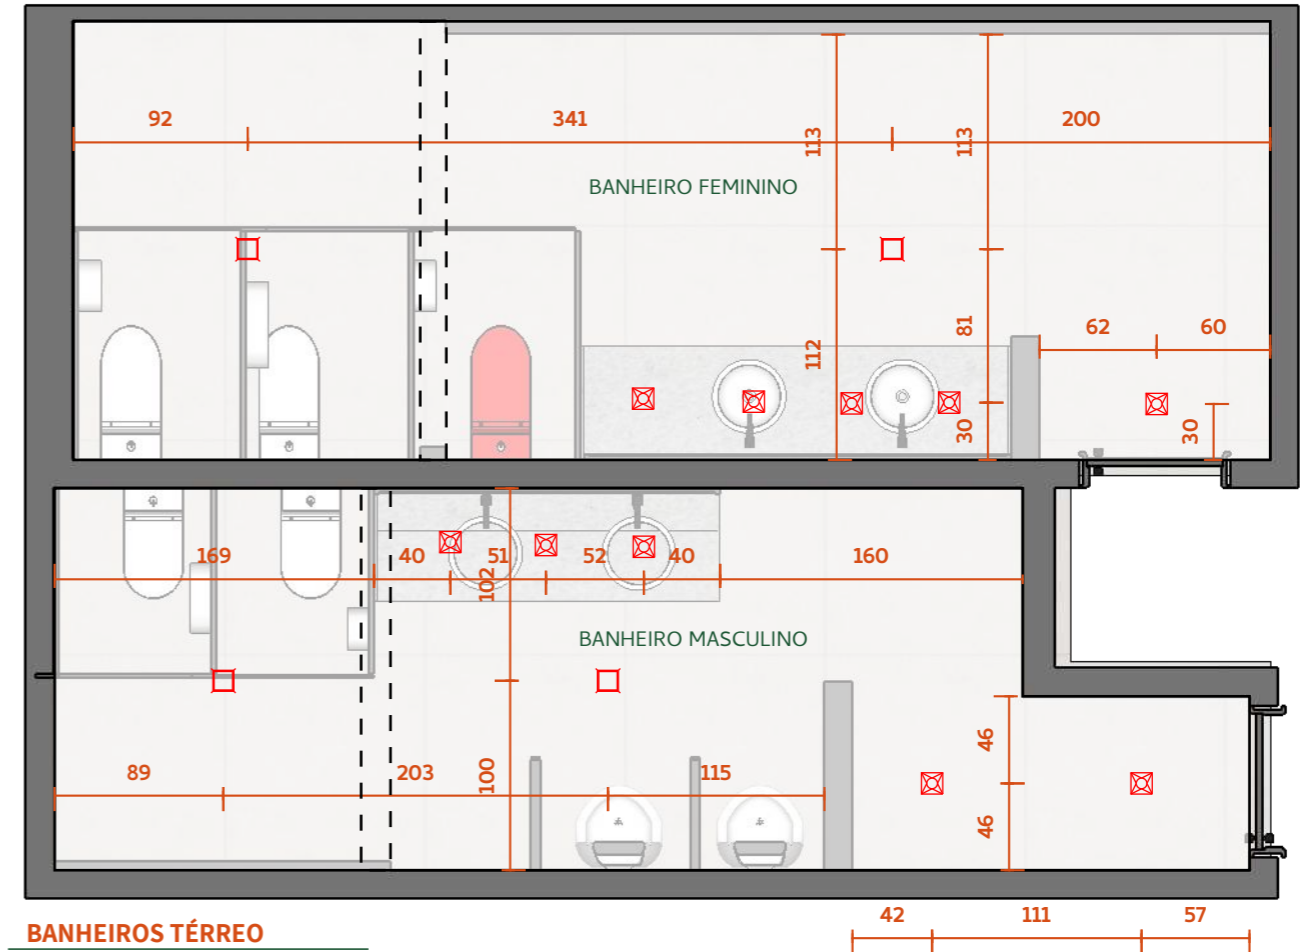 92 341 200
113 113
BANHEIRO FEMININO
112 81 62 60
30 30
169 40 51 52 40 160
102
BANHEIRO MASCULINO
46
89 203 100 115
46
42 111 57
BANHEIROS TÉRREO